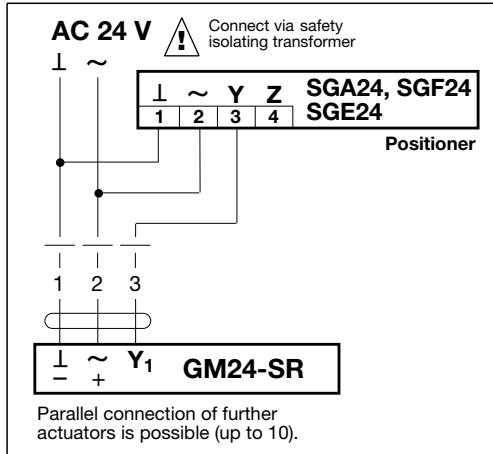 AC 24 V
! Connect via safety
isolating transformer
⊥ ~
⊥ ~ Y Z
1 2 3 4
SGA24, SGF24
SGE24
Positioner
1 2 3
⊥ ~ Y₁
– +
GM24-SR
Parallel connection of further
actuators is possible (up to 10).